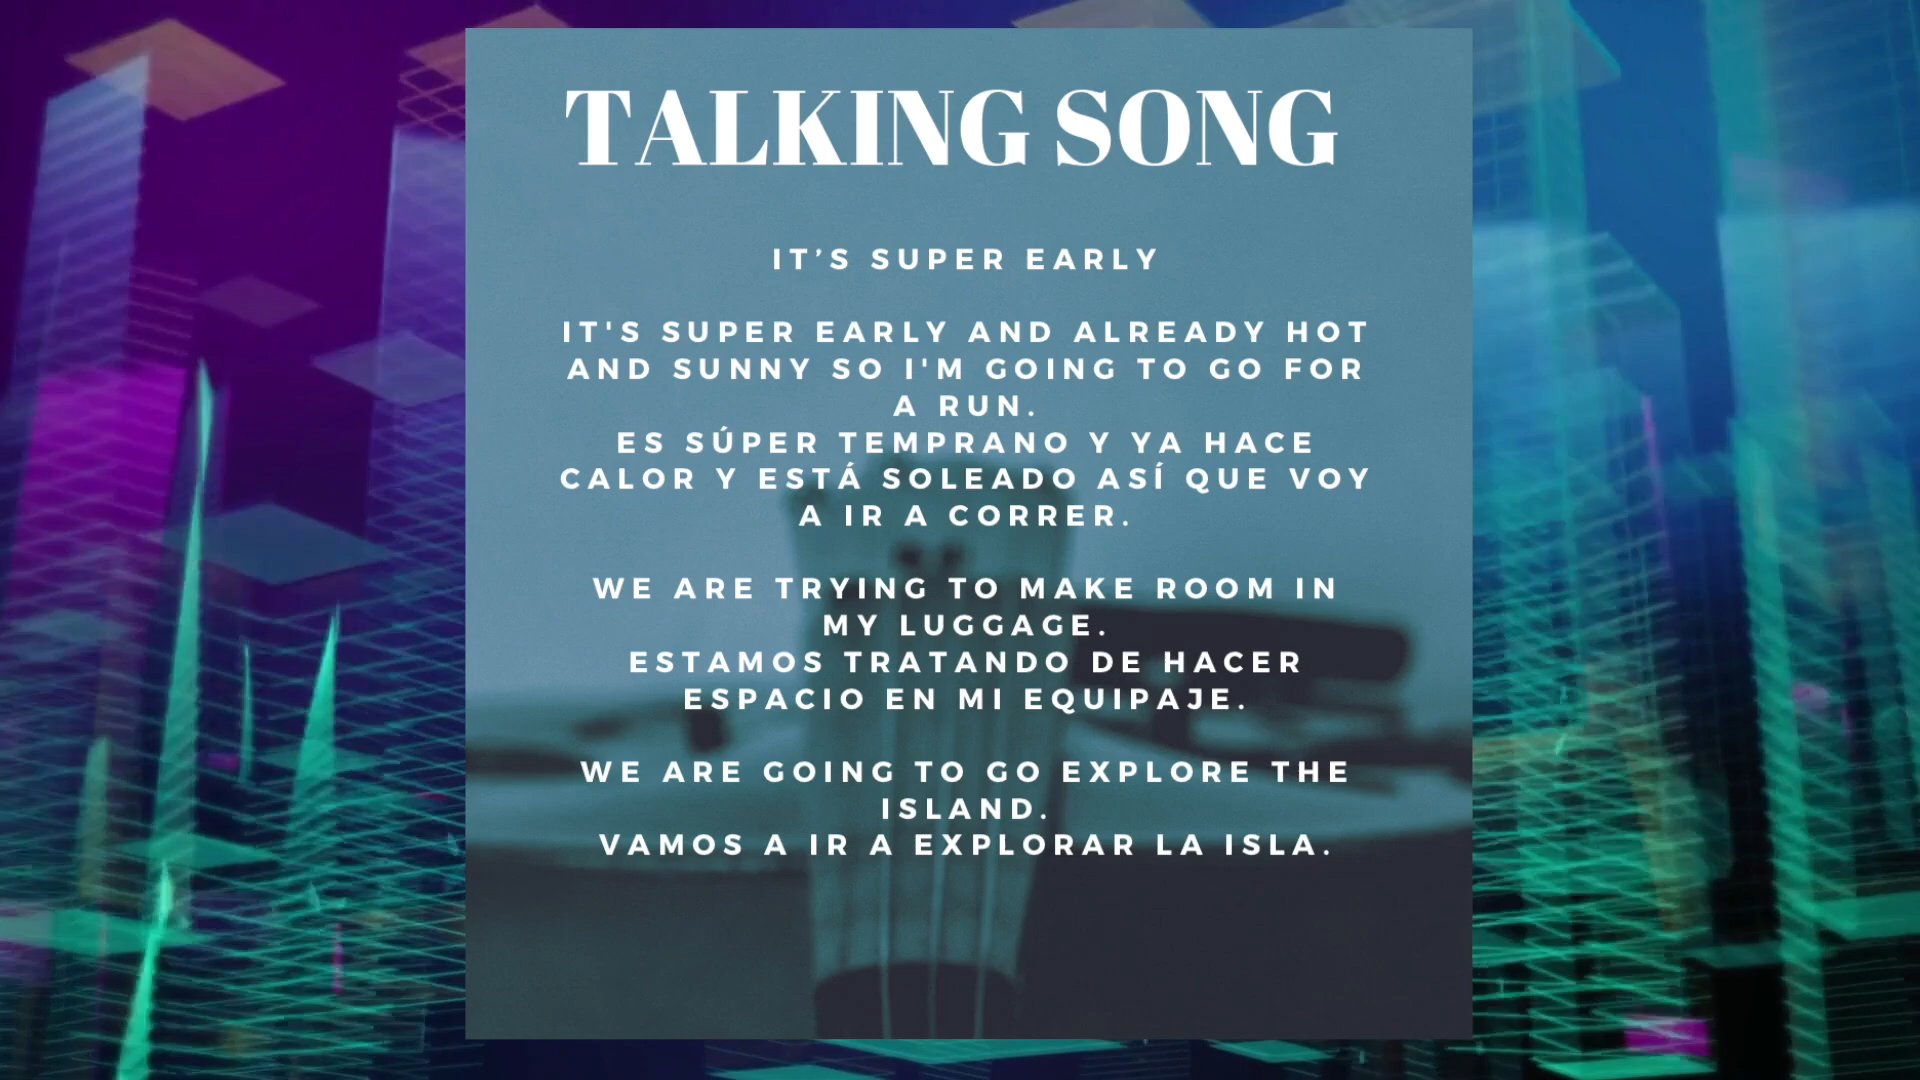 TALKING SONG
IT’S SUPER EARLY
IT'S SUPER EARLY AND ALREADY HOT
AND SUNNY SO I'M GOING TO GO FOR
A RUN.
ES SÚPER TEMPRANO Y YA HACE
CALOR Y ESTÁ SOLEADO ASÍ QUE VOY
A IR A CORRER.
WE ARE TRYING TO MAKE ROOM IN
MY LUGGAGE.
ESTAMOS TRATANDO DE HACER
ESPACIO EN MI EQUIPAJE.
WE ARE GOING TO GO EXPLORE THE
ISLAND.
VAMOS A IR A EXPLORAR LA ISLA.